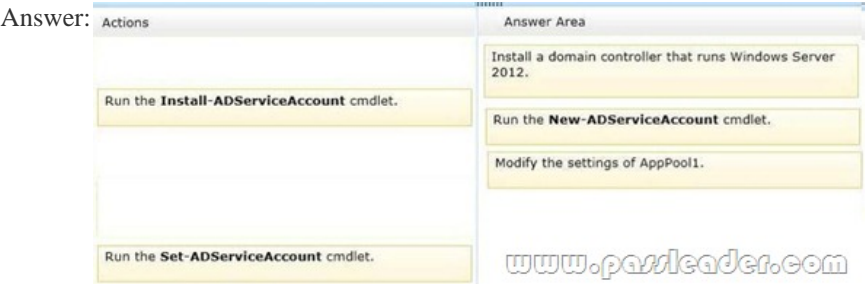 Answer:
Actions
Answer Area
Install a domain controller that runs Windows Server
2012.
Run the Install-ADServiceAccount cmdlet.
Run the New-ADServiceAccount cmdlet.
Modify the settings of AppPool1.
Run the Set-ADServiceAccount cmdlet.
www.passleader.com